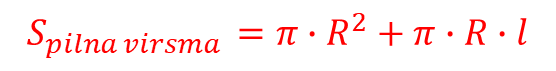 S_{pilna virsma} = π · R² + π · R · l